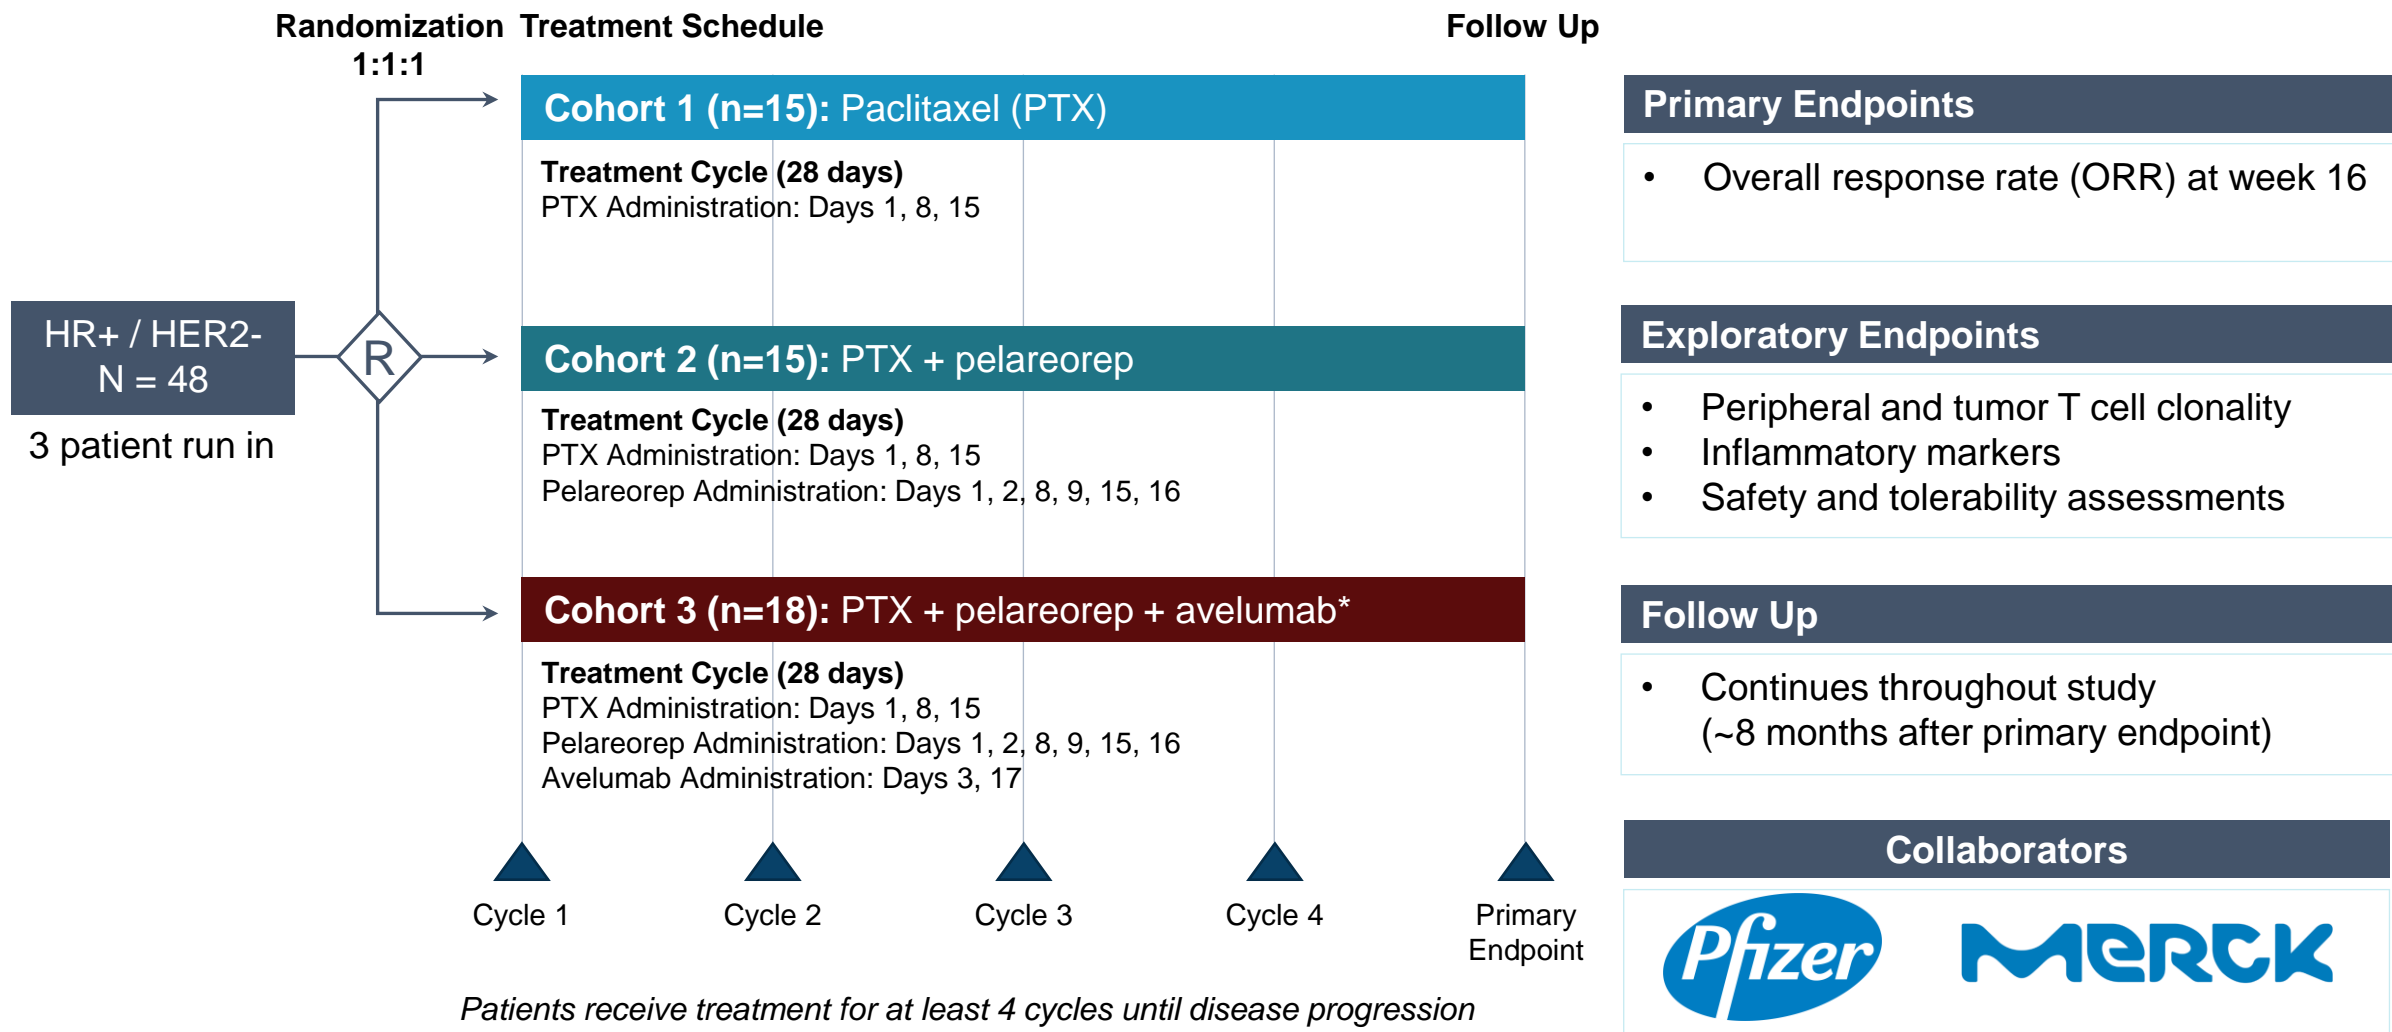 Randomization
1:1:1
Treatment Schedule
Follow Up
HR+ / HER2-
N = 48
3 patient run in
R
Cohort 1 (n=15): Paclitaxel (PTX)
Treatment Cycle (28 days)
PTX Administration: Days 1, 8, 15
Cohort 2 (n=15): PTX + pelareorep
Treatment Cycle (28 days)
PTX Administration: Days 1, 8, 15
Pelareorep Administration: Days 1, 2, 8, 9, 15, 16
Cohort 3 (n=18): PTX + pelareorep + avelumab*
Treatment Cycle (28 days)
PTX Administration: Days 1, 8, 15
Pelareorep Administration: Days 1, 2, 8, 9, 15, 16
Avelumab Administration: Days 3, 17
Cycle 1
Cycle 2
Cycle 3
Cycle 4
Primary
Endpoint
Patients receive treatment for at least 4 cycles until disease progression
Primary Endpoints
• Overall response rate (ORR) at week 16
Exploratory Endpoints
• Peripheral and tumor T cell clonality
• Inflammatory markers
• Safety and tolerability assessments
Follow Up
• Continues throughout study
(~8 months after primary endpoint)
Collaborators
Pfizer
MERCK